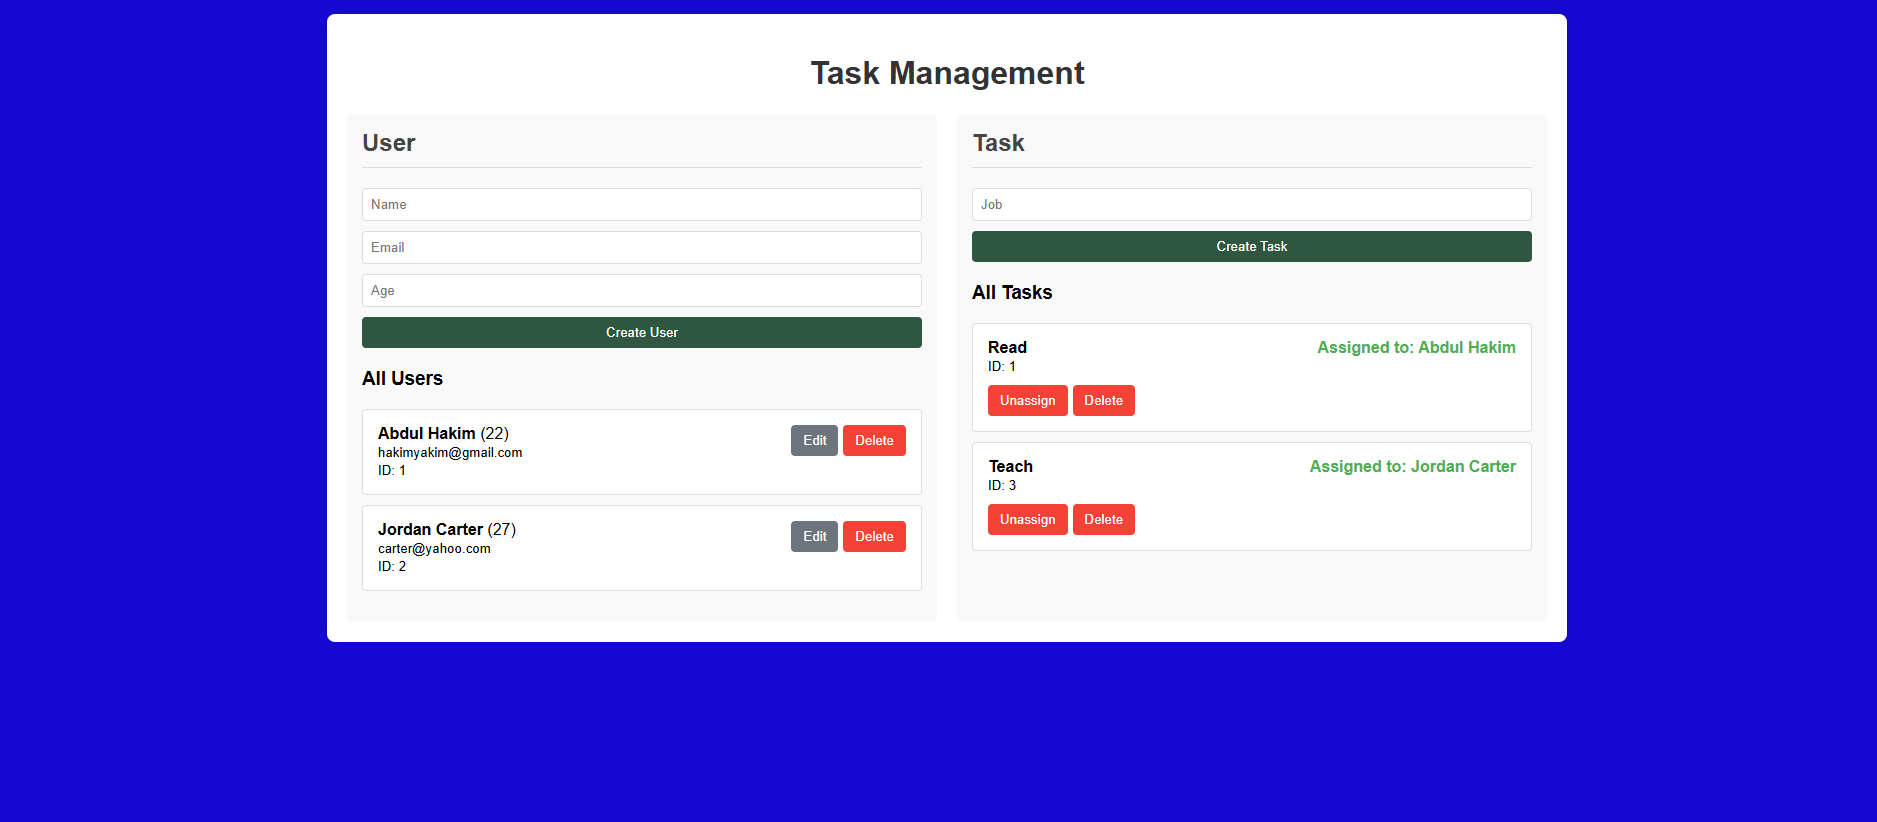 Task Management
User
Name
Email
Age
Create User
All Users
Abdul Hakim (22)
hakimyakim@gmail.com
ID: 1
Edit Delete
Jordan Carter (27)
carter@yahoo.com
ID: 2
Edit Delete
Task
Job
Create Task
All Tasks
Read Assigned to: Abdul Hakim
ID: 1
Unassign Delete
Teach Assigned to: Jordan Carter
ID: 3
Unassign Delete